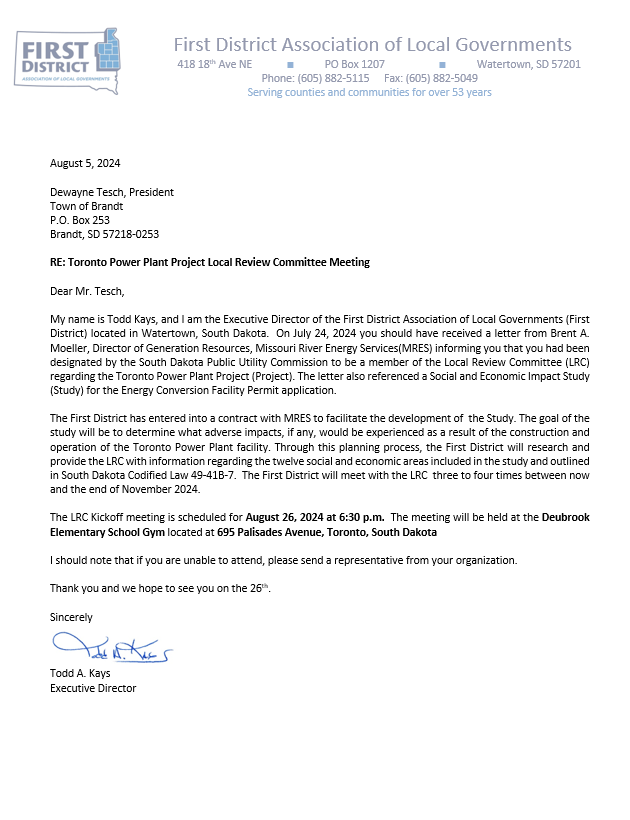 FIRST
DISTRICT
ASSOCIATION OF LOCAL GOVERNMENTS
First District Association of Local Governments
418 18th Ave NE ■ PO Box 1207 ■ Watertown, SD 57201
Phone: (605) 882-5115 Fax: (605) 882-5049
Serving counties and communities for over 53 years
August 5, 2024
Dewayne Tesch, President
Town of Brandt
P.O. Box 253
Brandt, SD 57218-0253
RE: Toronto Power Plant Project Local Review Committee Meeting
Dear Mr. Tesch,
My name is Todd Kays, and I am the Executive Director of the First District Association of Local Governments (First
District) located in Watertown, South Dakota. On July 24, 2024 you should have received a letter from Brent A.
Moeller, Director of Generation Resources, Missouri River Energy Services(MRES) informing you that you had been
designated by the South Dakota Public Utility Commission to be a member of the Local Review Committee (LRC)
regarding the Toronto Power Plant Project (Project). The letter also referenced a Social and Economic Impact Study
(Study) for the Energy Conversion Facility Permit application.
The First District has entered into a contract with MRES to facilitate the development of the Study. The goal of the
study will be to determine what adverse impacts, if any, would be experienced as a result of the construction and
operation of the Toronto Power Plant facility. Through this planning process, the First District will research and
provide the LRC with information regarding the twelve social and economic areas included in the study and outlined
in South Dakota Codified Law 49-41B-7. The First District will meet with the LRC three to four times between now
and the end of November 2024.
The LRC Kickoff meeting is scheduled for August 26, 2024 at 6:30 p.m. The meeting will be held at the Deubrook
Elementary School Gym located at 695 Palisades Avenue, Toronto, South Dakota
I should note that if you are unable to attend, please send a representative from your organization.
Thank you and we hope to see you on the 26th.
Sincerely
Todd A. Kays
Todd A. Kays
Executive Director